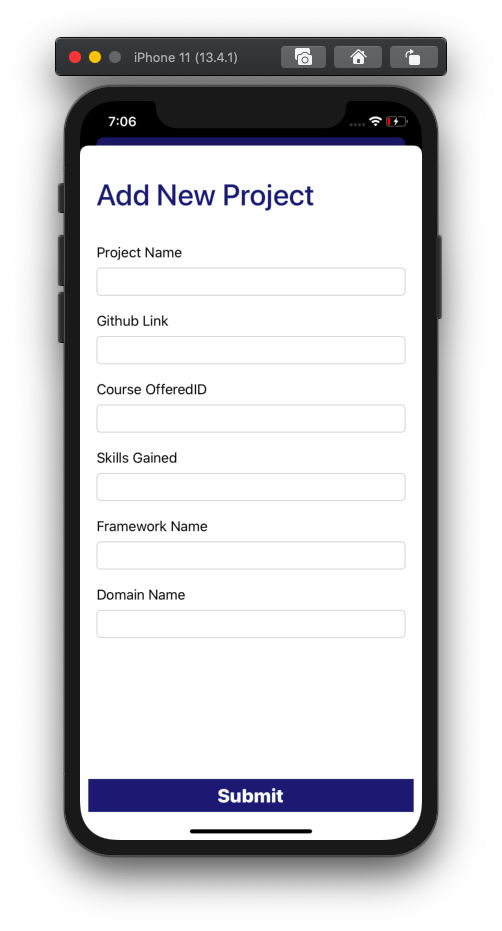 iPhone 11 (13.4.1)
7:06
Add New Project
Project Name
Github Link
Course OfferedID
Skills Gained
Framework Name
Domain Name
Submit